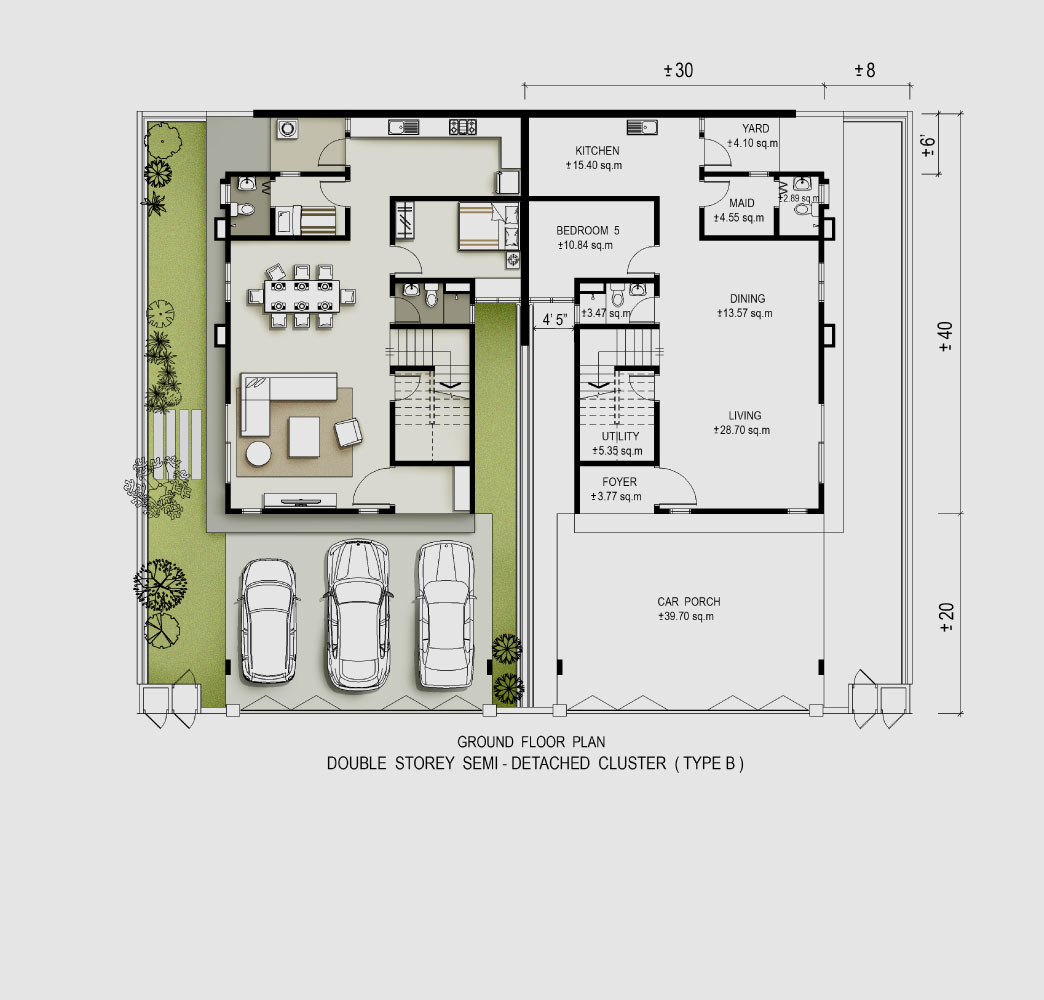 ±30
±8
YARD
±4.10 sq.m
±6'
KITCHEN
±15.40 sq.m
MAID
±4.55 sq.m
±2.89 sq.m
BEDROOM 5
±10.84 sq.m
DINING
±13.57 sq.m
±3.47 sq.m
4' 5"
±40
LIVING
±28.70 sq.m
UTILITY
±5.35 sq.m
FOYER
±3.77 sq.m
CAR PORCH
±39.70 sq.m
±20
GROUND FLOOR PLAN
DOUBLE STOREY SEMI - DETACHED CLUSTER ( TYPE B )